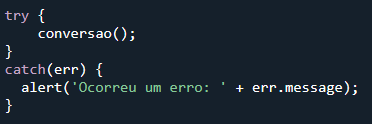 try {
    conversao();
}
catch(err) {
  alert('Ocorreu um erro: ' + err.message);
}